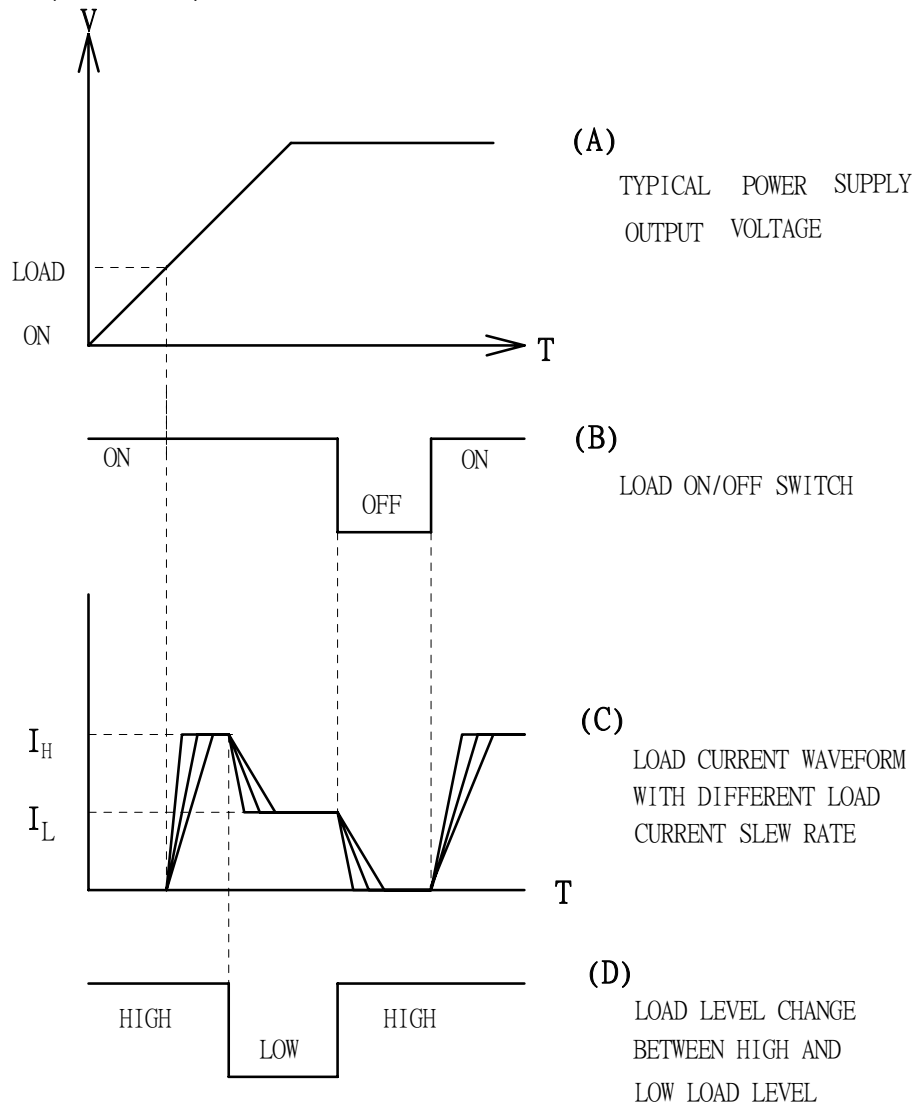 V
(A)
TYPICAL POWER SUPPLY
OUTPUT VOLTAGE
LOAD
ON
T
(B)
ON
ON
LOAD ON/OFF SWITCH
OFF
(C)
I_H
LOAD CURRENT WAVEFORM
WITH DIFFERENT LOAD
I_L
CURRENT SLEW RATE
T
(D)
HIGH
HIGH
LOAD LEVEL CHANGE
LOW
BETWEEN HIGH AND
LOW LOAD LEVEL